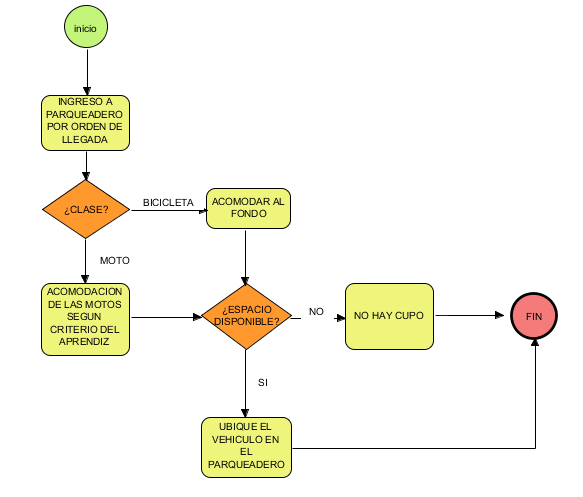 inicio
INGRESO A
PARQUEADERO
POR ORDEN DE
LLEGADA
¿CLASE?
BICICLETA
ACOMODAR AL
FONDO
MOTO
ACOMODACION
DE LAS MOTOS
SEGUN
CRITERIO DEL
APRENDIZ
¿ESPACIO
DISPONIBLE?
NO
NO HAY CUPO
FIN
SI
UBIQUE EL
VEHICULO EN
EL
PARQUEADERO